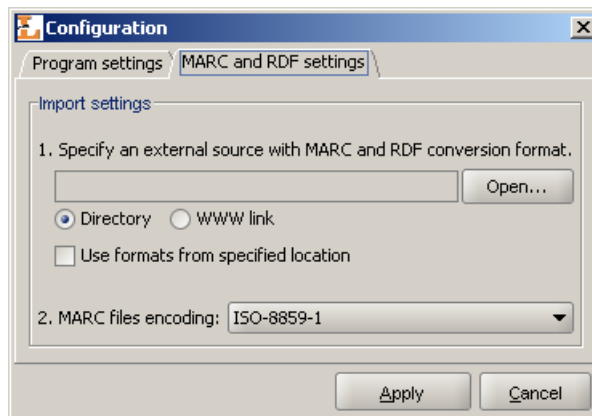 Configuration
Program settings
MARC and RDF settings
Import settings
1. Specify an external source with MARC and RDF conversion format.
Open...
Directory
WWW link
Use formats from specified location
2. MARC files encoding: ISO-8859-1
Apply
Cancel